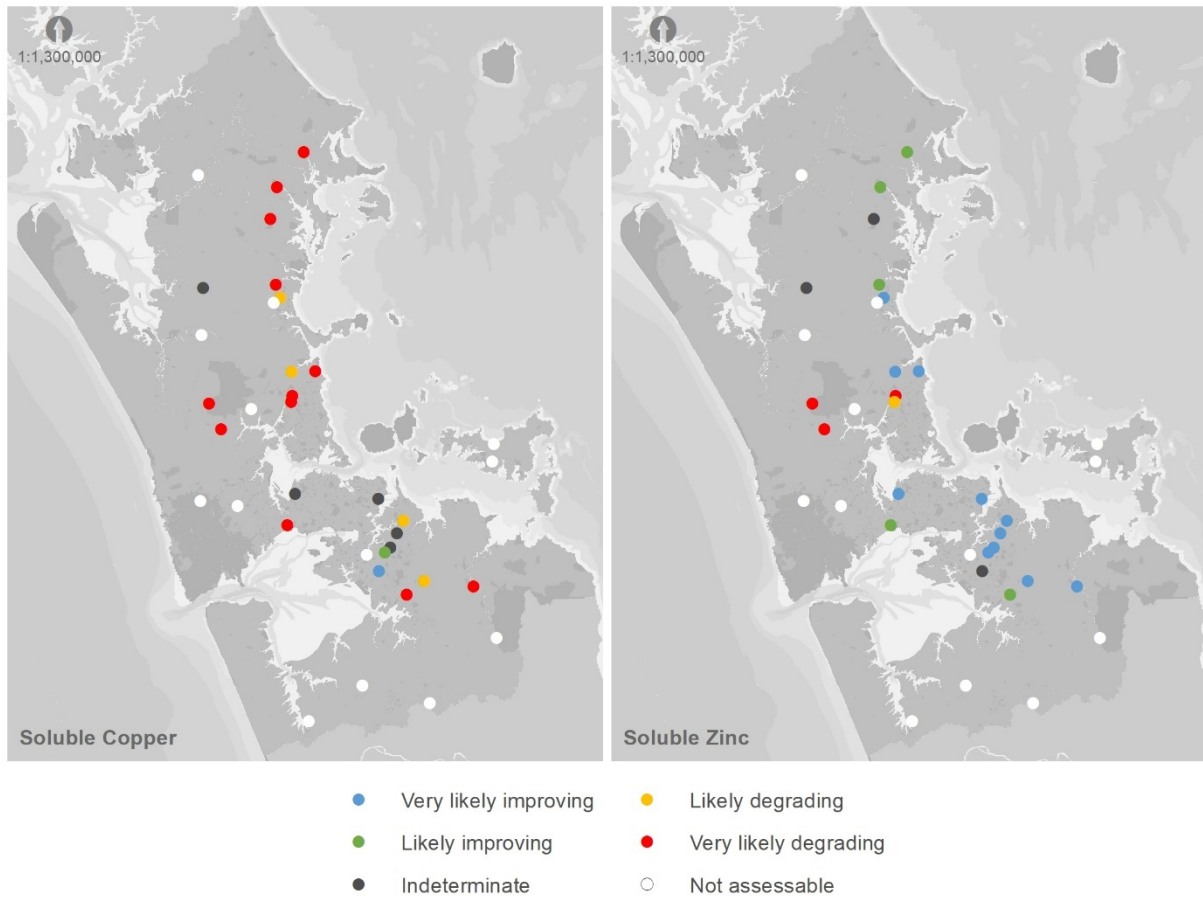 1:1,300,000
1:1,300,000
Soluble Copper
Soluble Zinc
Very likely improving
Likely degrading
Likely improving
Very likely degrading
Indeterminate
Not assessable